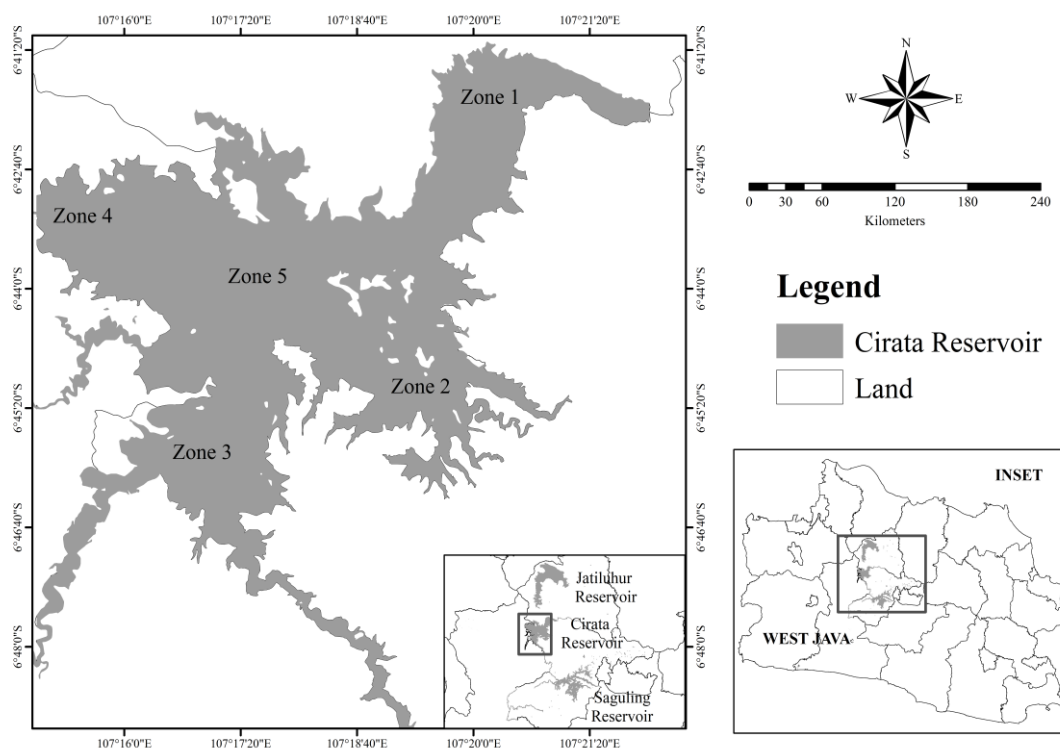 107°16'0"E 107°17'20"E 107°18'40"E 107°20'0"E 107°21'20"E
6°41'20"S
6°42'40"S
6°44'0"S
6°45'20"S
6°46'40"S
6°48'0"S
Zone 1
Zone 4
Zone 5
Zone 2
Zone 3
Jatiluhur
Reservoir
Cirata
Reservoir
Saguling
Reservoir
6°41'20"S
6°42'40"S
6°44'0"S
6°45'20"S
6°46'40"S
6°48'0"S
107°16'0"E 107°17'20"E 107°18'40"E 107°20'0"E 107°21'20"E
N
W E
S
0 30 60 120 180 240
Kilometers
Legend
Cirata Reservoir
Land
INSET
WEST JAVA